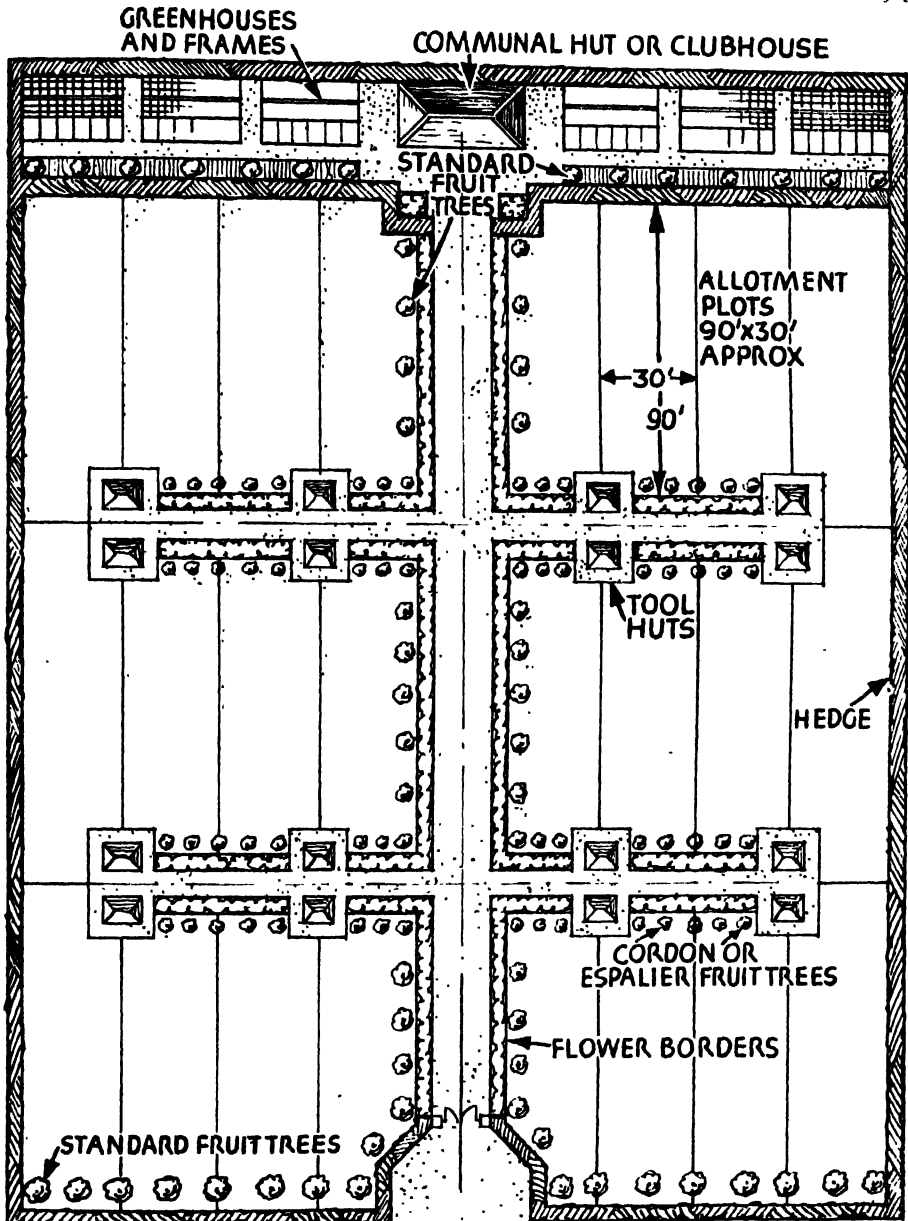 GREENHOUSES
AND FRAMES
COMMUNAL HUT OR CLUBHOUSE
STANDARD
FRUIT
TREES
ALLOTMENT
PLOTS
90'x30'
APPROX
30'
90'
TOOL
HUTS
HEDGE
CORDON OR
ESPALIER FRUIT TREES
FLOWER BORDERS
STANDARD FRUIT TREES